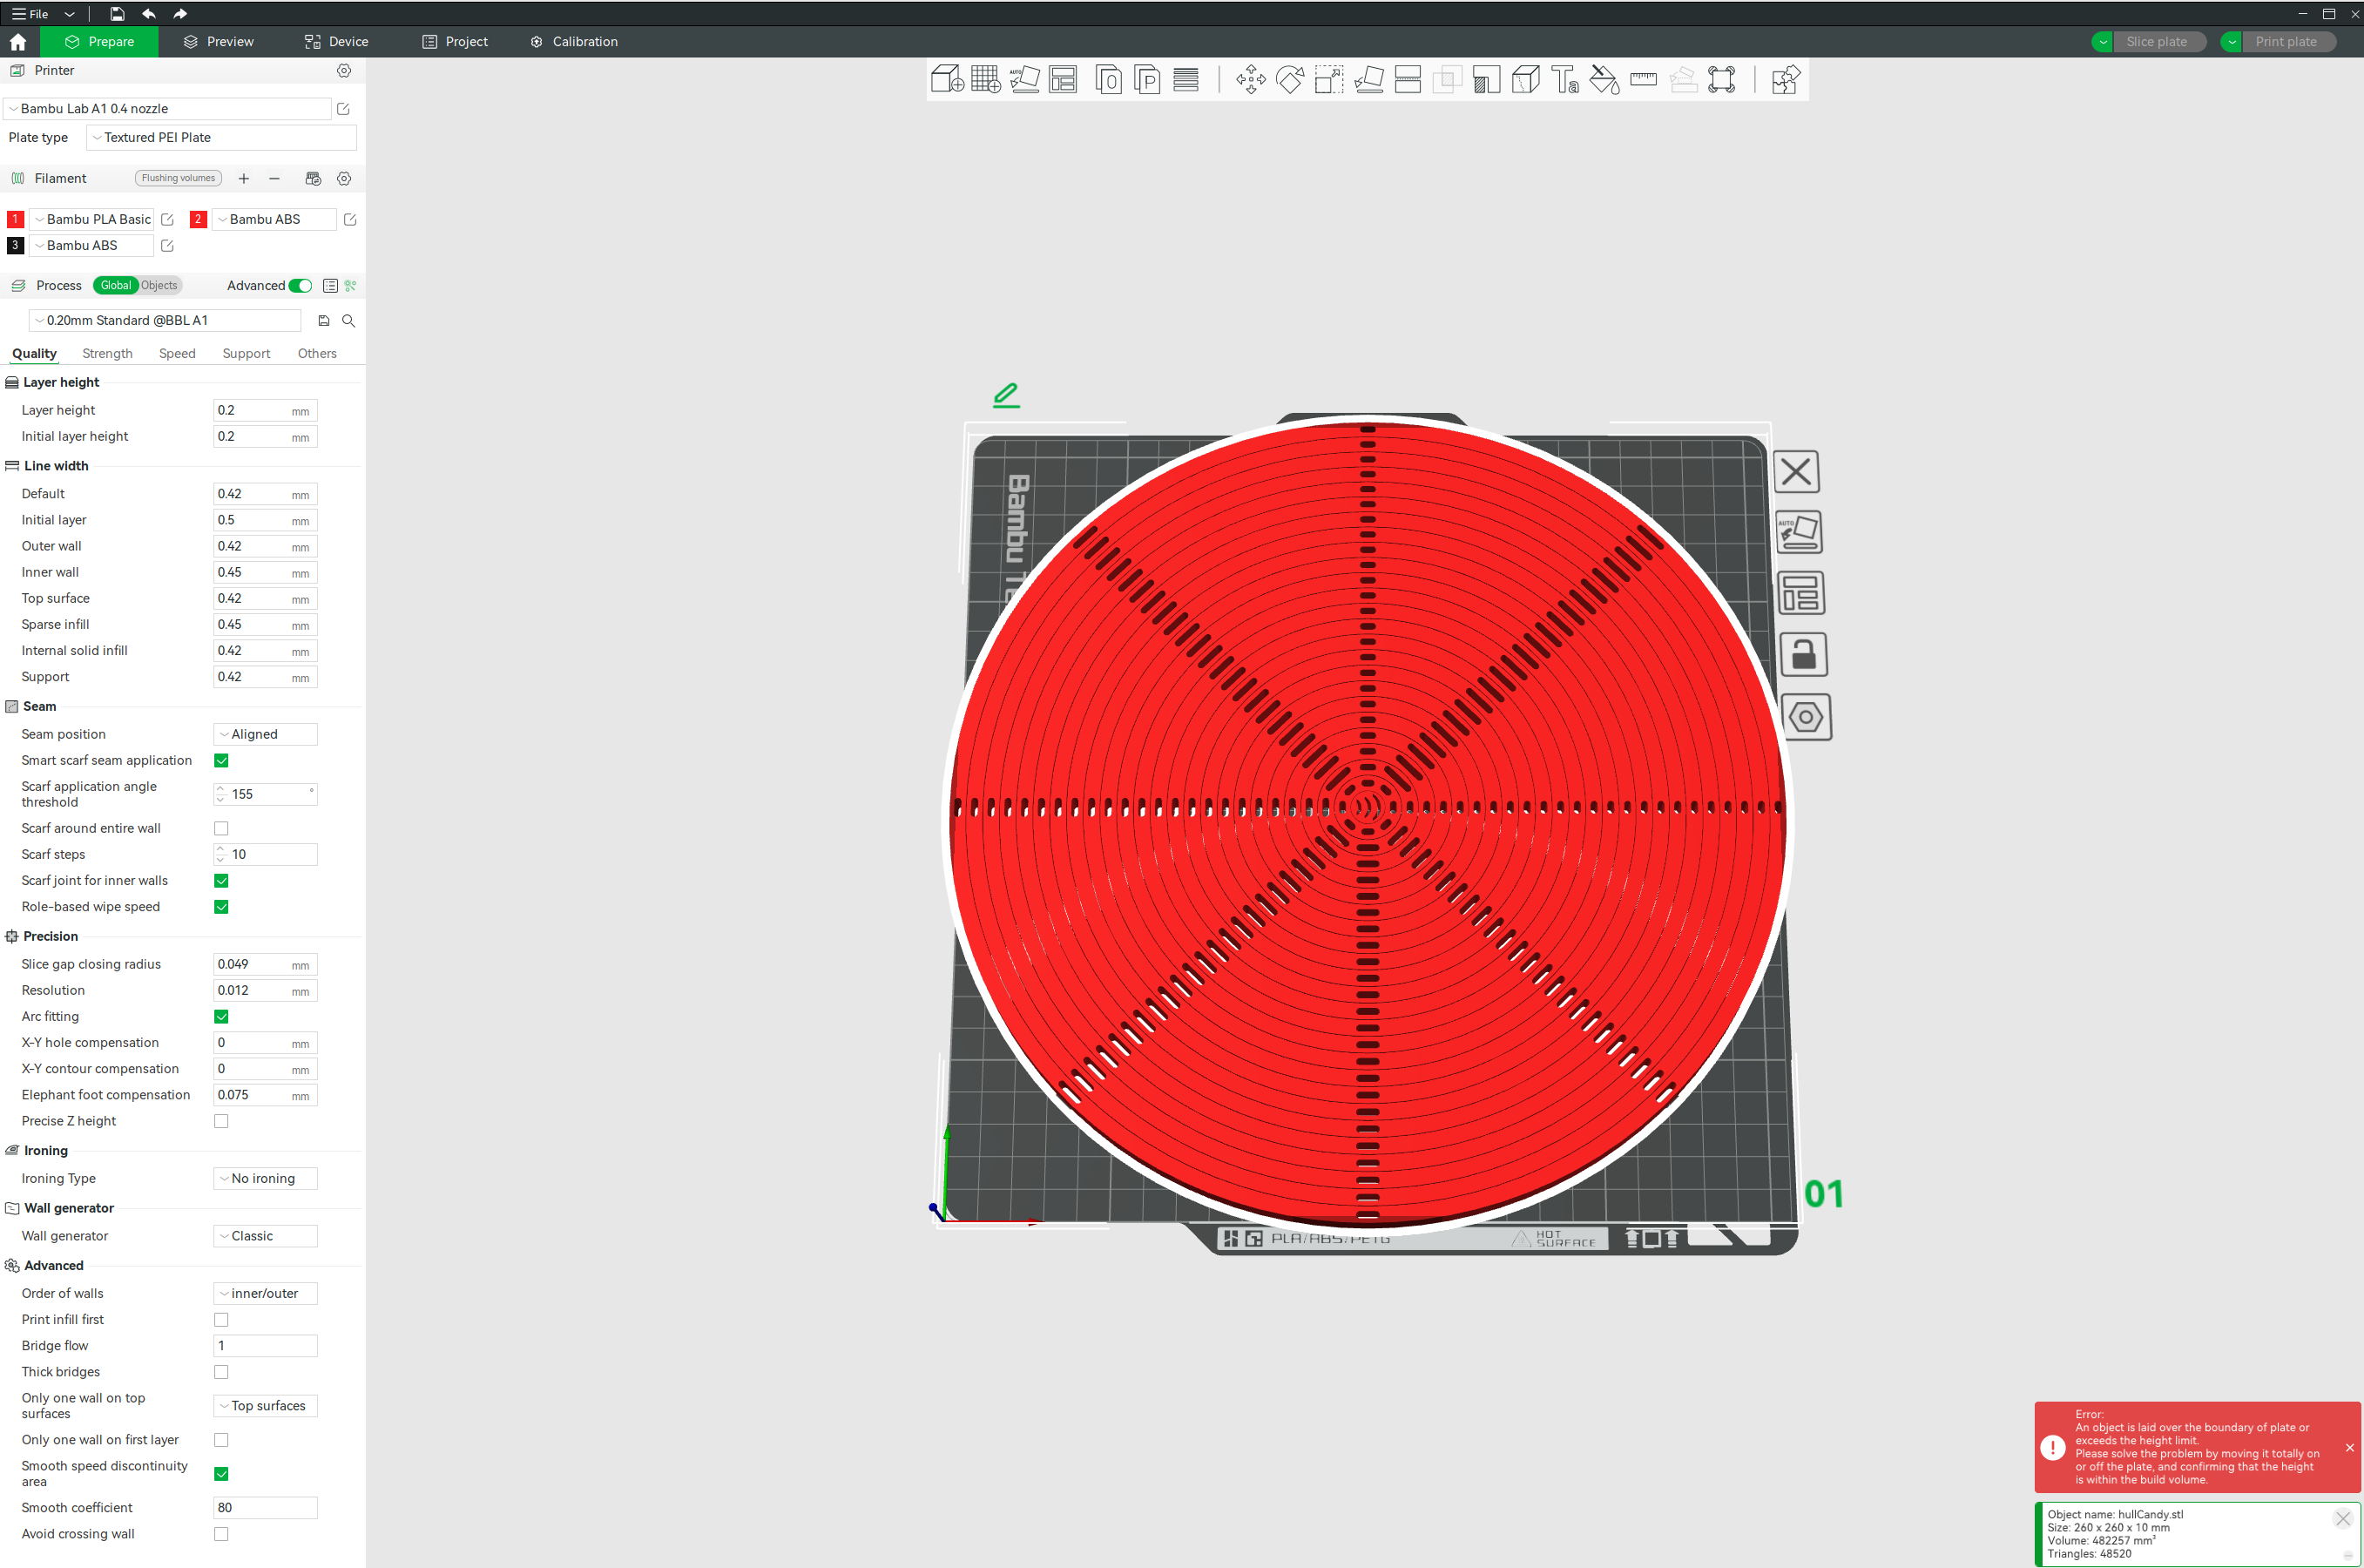 File
Prepare
Preview
Device
Project
Calibration
Slice plate
Print plate
Printer
Bambu Lab A1 0.4 nozzle
Plate type
Textured PEI Plate
Filament
Flushing volumes
1
Bambu PLA Basic
2
Bambu ABS
3
Bambu ABS
Process
Global
Objects
Advanced
0.20mm Standard @BBL A1
Quality
Strength
Speed
Support
Others
Layer height
Layer height 0.2 mm
Initial layer height 0.2 mm
Line width
Default 0.42 mm
Initial layer 0.5 mm
Outer wall 0.42 mm
Inner wall 0.45 mm
Top surface 0.42 mm
Sparse infill 0.45 mm
Internal solid infill 0.42 mm
Support 0.42 mm
Seam
Seam position Aligned
Smart scarf seam application
Scarf application angle
threshold
155 °
Scarf around entire wall
Scarf steps 10
Scarf joint for inner walls
Role-based wipe speed
Precision
Slice gap closing radius 0.049 mm
Resolution 0.012 mm
Arc fitting
X-Y hole compensation 0 mm
X-Y contour compensation 0 mm
Elephant foot compensation 0.075 mm
Precise Z height
Ironing
Ironing Type No ironing
Wall generator
Wall generator Classic
Advanced
Order of walls inner/outer
Print infill first
Bridge flow 1
Thick bridges
Only one wall on top
surfaces
Top surfaces
Only one wall on first layer
Smooth speed discontinuity
area
Smooth coefficient 80
Avoid crossing wall
AUTO
O
P
Ta
Bambu Te
AUTO
01
PLA/ABS/PETG
HOT
SURFACE
Error:
An object is laid over the boundary of plate or
exceeds the height limit.
Please solve the problem by moving it totally on
or off the plate, and confirming that the height
is within the build volume.
Object name: hullCandy.stl
Size: 260 x 260 x 10 mm
Volume: 482257 mm³
Triangles: 48520